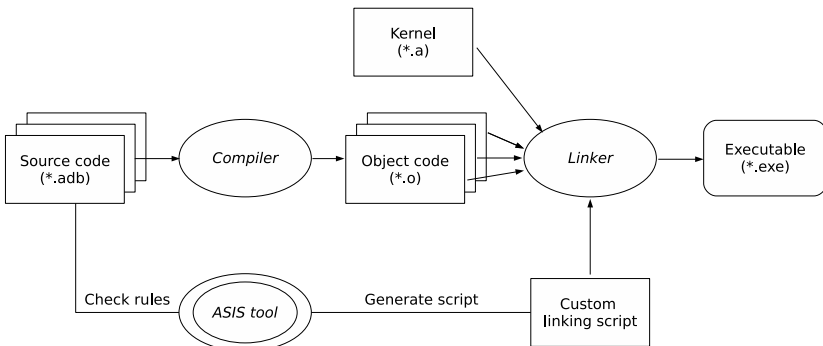 Kernel
(*.a)
Source code
(*.adb)
Compiler
Object code
(*.o)
Linker
Executable
(*.exe)
Check rules
ASIS tool
Generate script
Custom
linking script